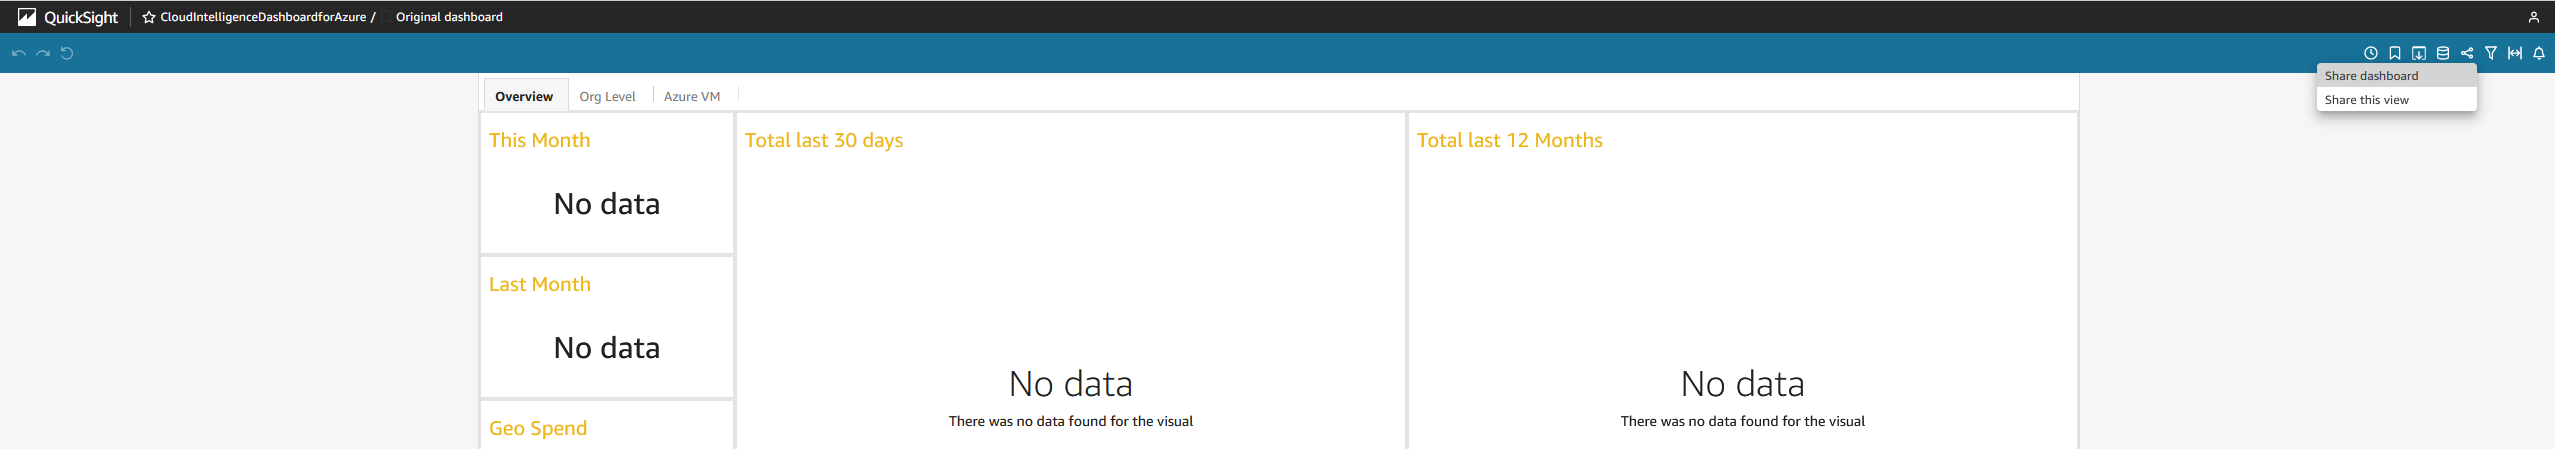 QuickSight CloudIntelligenceDashboardforAzure / Original dashboard
Share dashboard
Share this view
Overview Org Level Azure VM
This Month
No data
Last Month
No data
Geo Spend
Total last 30 days
No data
There was no data found for the visual
Total last 12 Months
No data
There was no data found for the visual